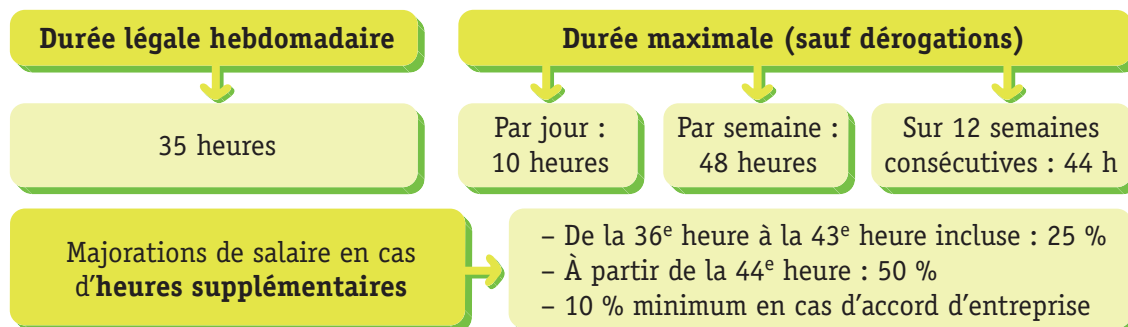 Durée légale hebdomadaire
Durée maximale (sauf dérogations)
35 heures
Par jour :
10 heures
Par semaine :
48 heures
Sur 12 semaines
consécutives : 44 h
Majorations de salaire en cas
d'heures supplémentaires
– De la 36e heure à la 43e heure incluse : 25 %
– À partir de la 44e heure : 50 %
– 10 % minimum en cas d'accord d'entreprise